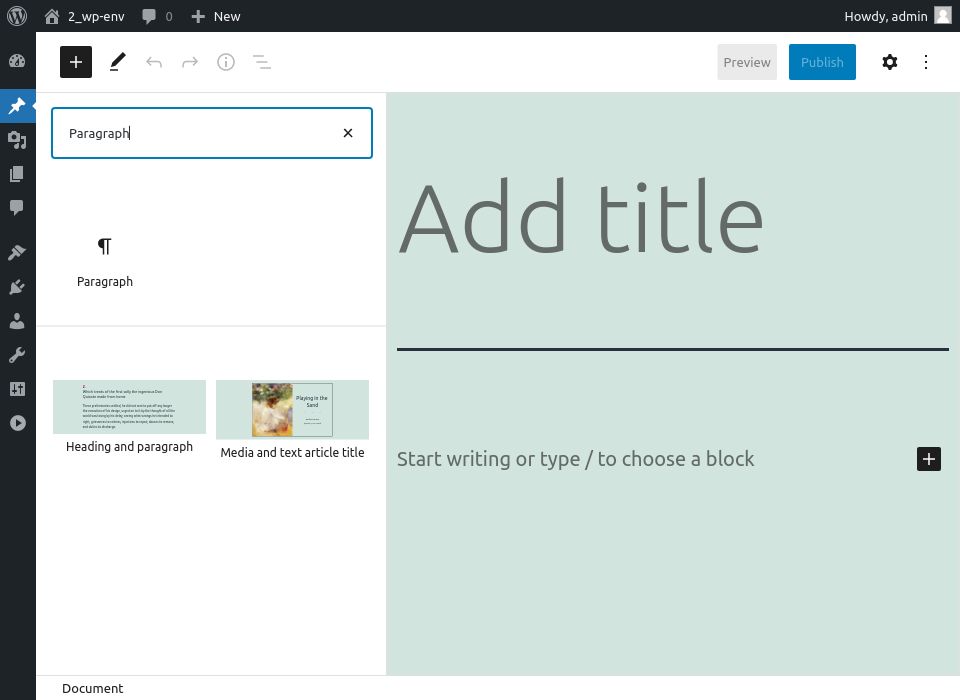 2_wp-env
0
New
Howdy, admin
Preview
Publish
Paragraph
Paragraph
Heading and paragraph
Playing in the
Sand
Media and text article title
Add title
Start writing or type / to choose a block
Document